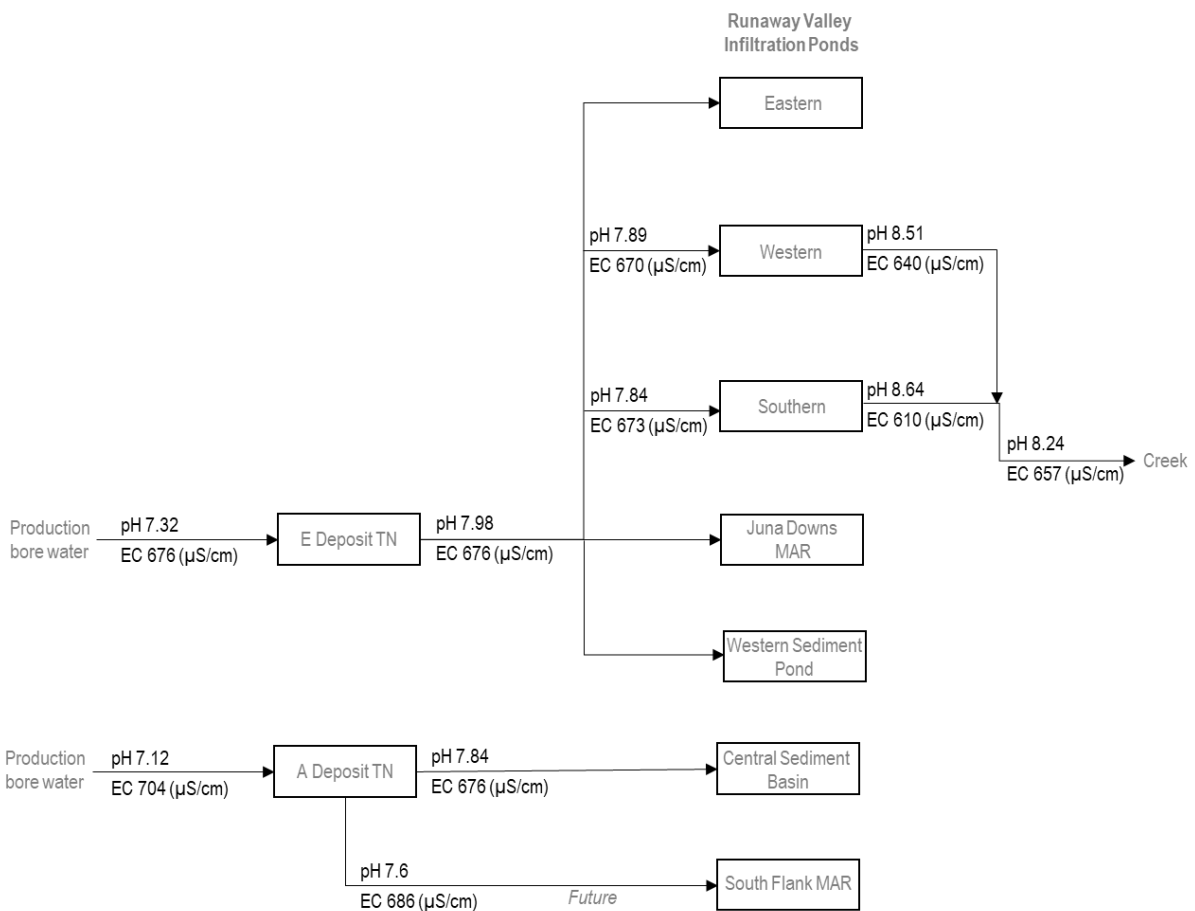 Runaway Valley
Infiltration Ponds
Eastern
pH 7.89
EC 670 (µS/cm)
Western
pH 8.51
EC 640 (µS/cm)
pH 7.84
EC 673 (µS/cm)
Southern
pH 8.64
EC 610 (µS/cm)
pH 8.24
EC 657 (µS/cm)
Creek
Production
bore water
pH 7.32
EC 676 (µS/cm)
E Deposit TN
pH 7.98
EC 676 (µS/cm)
Juna Downs
MAR
Western Sediment
Pond
Production
bore water
pH 7.12
EC 704 (µS/cm)
A Deposit TN
pH 7.84
EC 676 (µS/cm)
Central Sediment
Basin
pH 7.6
EC 686 (µS/cm)
Future
South Flank MAR